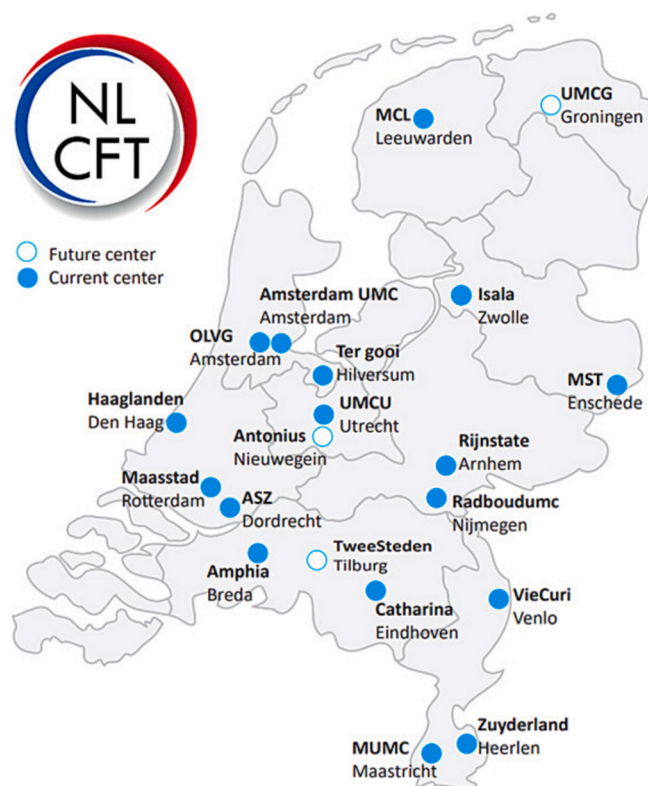 NL
CFT
Future center
Current center
MCL
Leeuwarden
UMCG
Groningen
Amsterdam UMC
Amsterdam
OLVG
Amsterdam
Isala
Zwolle
Ter gooi
Hilversum
MST
Enschede
Haaglanden
Den Haag
UMCU
Utrecht
Antonius
Nieuwegein
Rijnstate
Arnhem
Maasstad
Rotterdam
ASZ
Dordrecht
Radboudumc
Nijmegen
TweeSteden
Tilburg
Amphia
Breda
Catharina
Eindhoven
VieCuri
Venlo
Zuyderland
Heerlen
MUMC
Maastricht